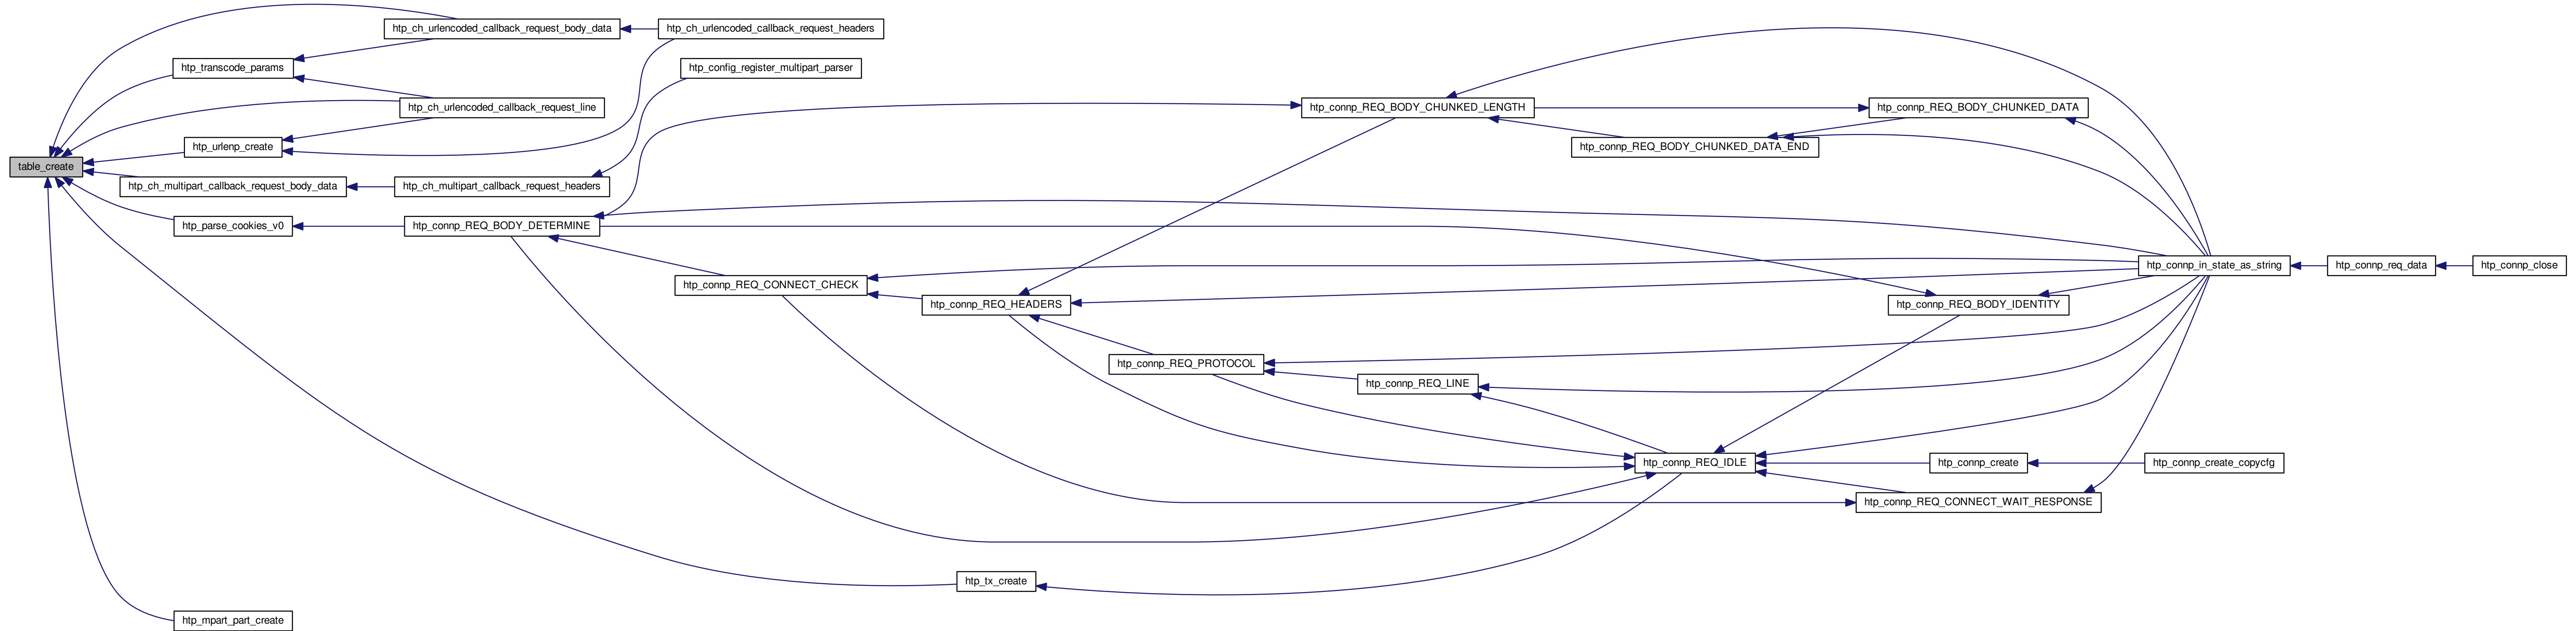 htp_ch_urlencoded_callback_request_body_data
htp_ch_urlencoded_callback_request_headers
htp_transcode_params
htp_config_register_multipart_parser
htp_ch_urlencoded_callback_request_line
htp_connp_REQ_BODY_CHUNKED_LENGTH
htp_connp_REQ_BODY_CHUNKED_DATA
htp_urlenp_create
htp_connp_REQ_BODY_CHUNKED_DATA_END
table_create
htp_ch_multipart_callback_request_body_data
htp_ch_multipart_callback_request_headers
htp_parse_cookies_v0
htp_connp_REQ_BODY_DETERMINE
htp_connp_in_state_as_string
htp_connp_req_data
htp_connp_close
htp_connp_REQ_CONNECT_CHECK
htp_connp_REQ_HEADERS
htp_connp_REQ_BODY_IDENTITY
htp_connp_REQ_PROTOCOL
htp_connp_REQ_LINE
htp_connp_REQ_IDLE
htp_connp_create
htp_connp_create_copycfg
htp_connp_REQ_CONNECT_WAIT_RESPONSE
htp_tx_create
htp_mpart_part_create